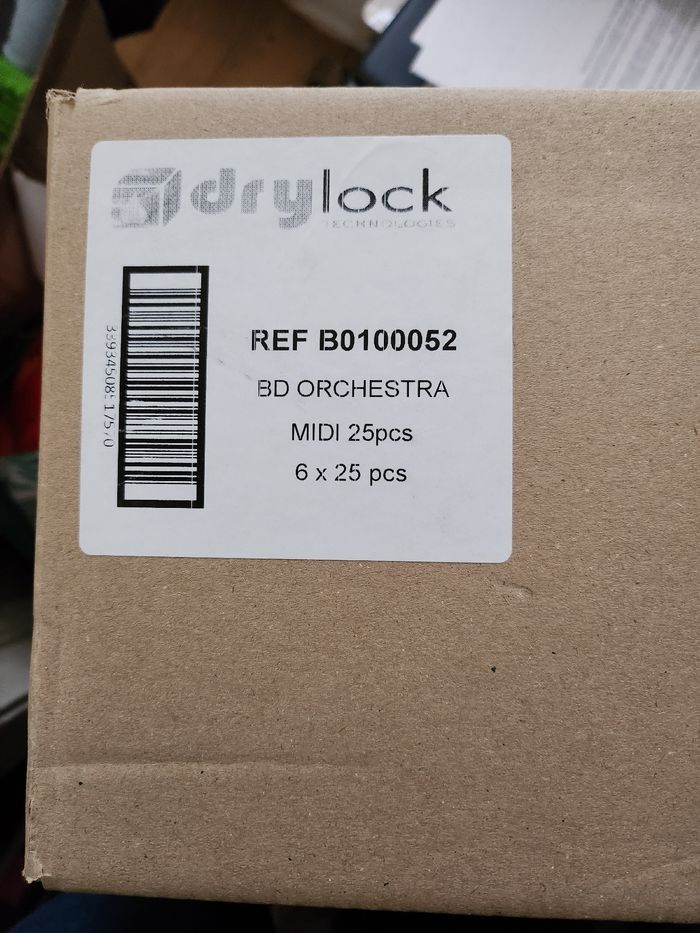 drylock
TECHNOLOGIES
REF B0100052
BD ORCHESTRA
MIDI 25pcs
6 x 25 pcs